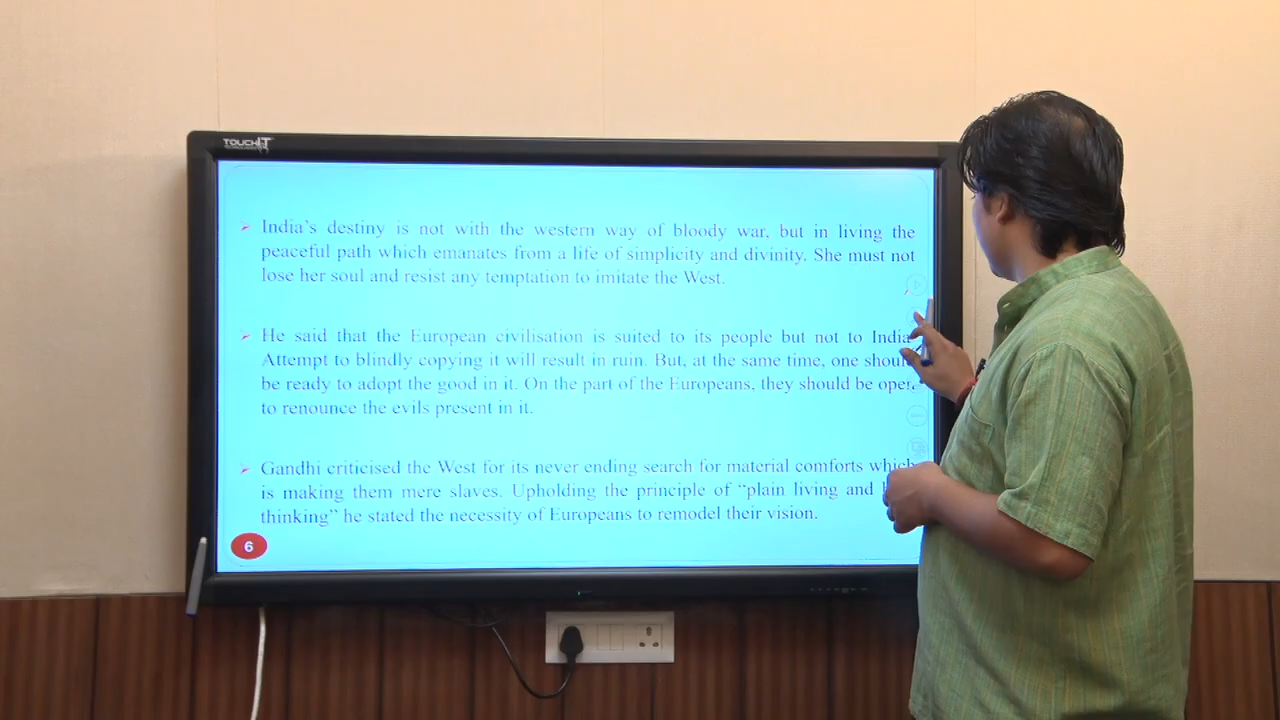 TOUCHIT
India's destiny is not with the western way of bloody war, but in living the
peaceful path which emanates from a life of simplicity and divinity. She must not
lose her soul and resist any temptation to imitate the West.
He said that the European civilisation is suited to its people but not to India
Attempt to blindly copying it will result in ruin. But, at the same time, one should
be ready to adopt the good in it. On the part of the Europeans, they should be open
to renounce the evils present in it.
Gandhi criticised the West for its never ending search for material comforts which
is making them mere slaves. Upholding the principle of "plain living and
thinking" he stated the necessity of Europeans to remodel their vision.
6